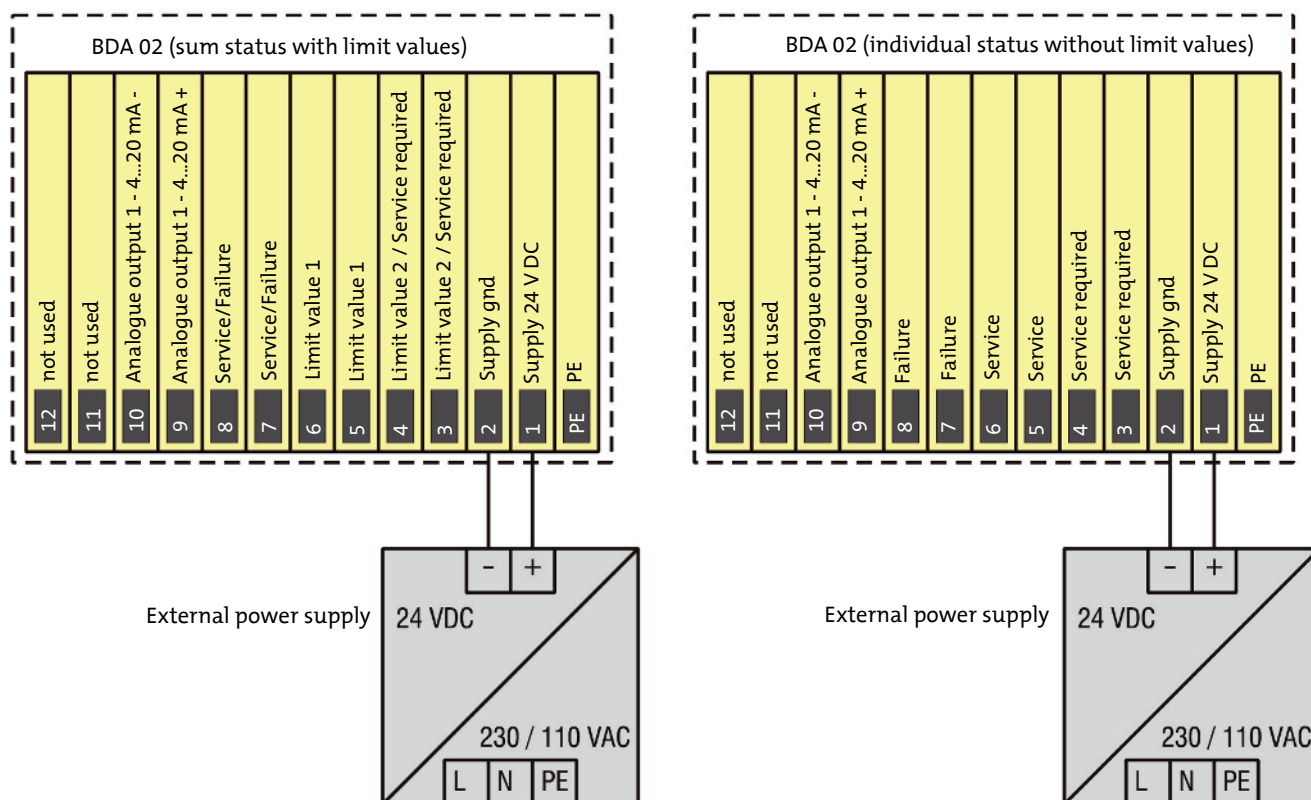 BDA 02 (sum status with limit values)
12 not used
11 not used
10 Analogue output 1 - 4...20 mA -
9 Analogue output 1 - 4...20 mA +
8 Service/Failure
7 Service/Failure
6 Limit value 1
5 Limit value 1
4 Limit value 2 / Service required
3 Limit value 2 / Service required
2 Supply gnd
1 Supply 24 V DC
PE PE
- +
External power supply
24 VDC
230 / 110 VAC
L N PE
BDA 02 (individual status without limit values)
12 not used
11 not used
10 Analogue output 1 - 4...20 mA -
9 Analogue output 1 - 4...20 mA +
8 Failure
7 Failure
6 Service
5 Service
4 Service required
3 Service required
2 Supply gnd
1 Supply 24 V DC
PE PE
- +
External power supply
24 VDC
230 / 110 VAC
L N PE